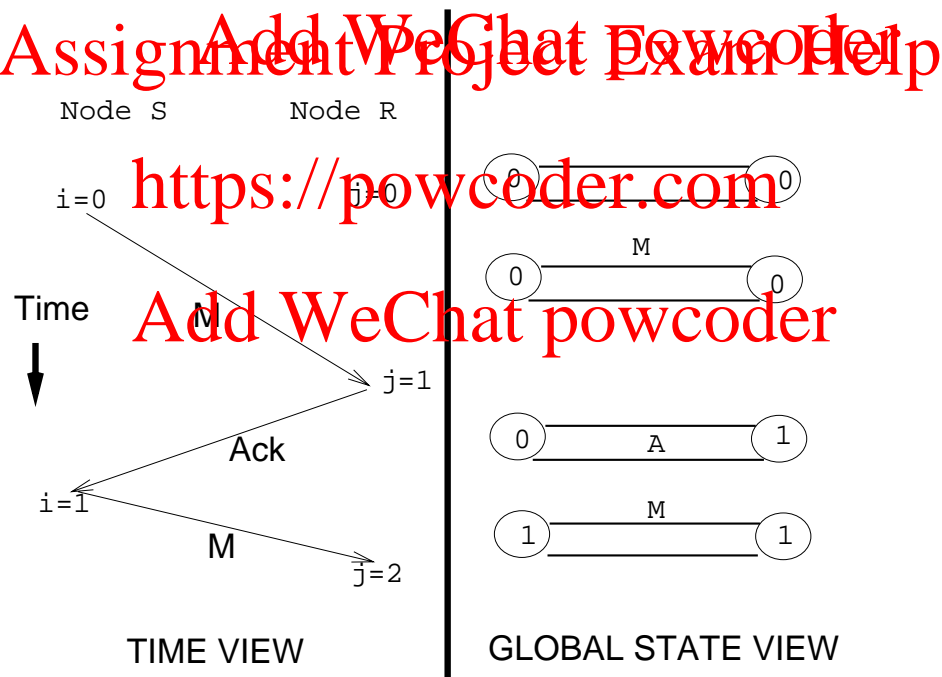 Add WeChat powcoder
Assignment Project Exam Help
Node S
Node R
https://powcoder.com
i=0
j=0
0
0
M
0
0
Time
M
Add WeChat powcoder
j=1
0
A
1
Ack
i=1
M
1
1
M
j=2
TIME VIEW
GLOBAL STATE VIEW